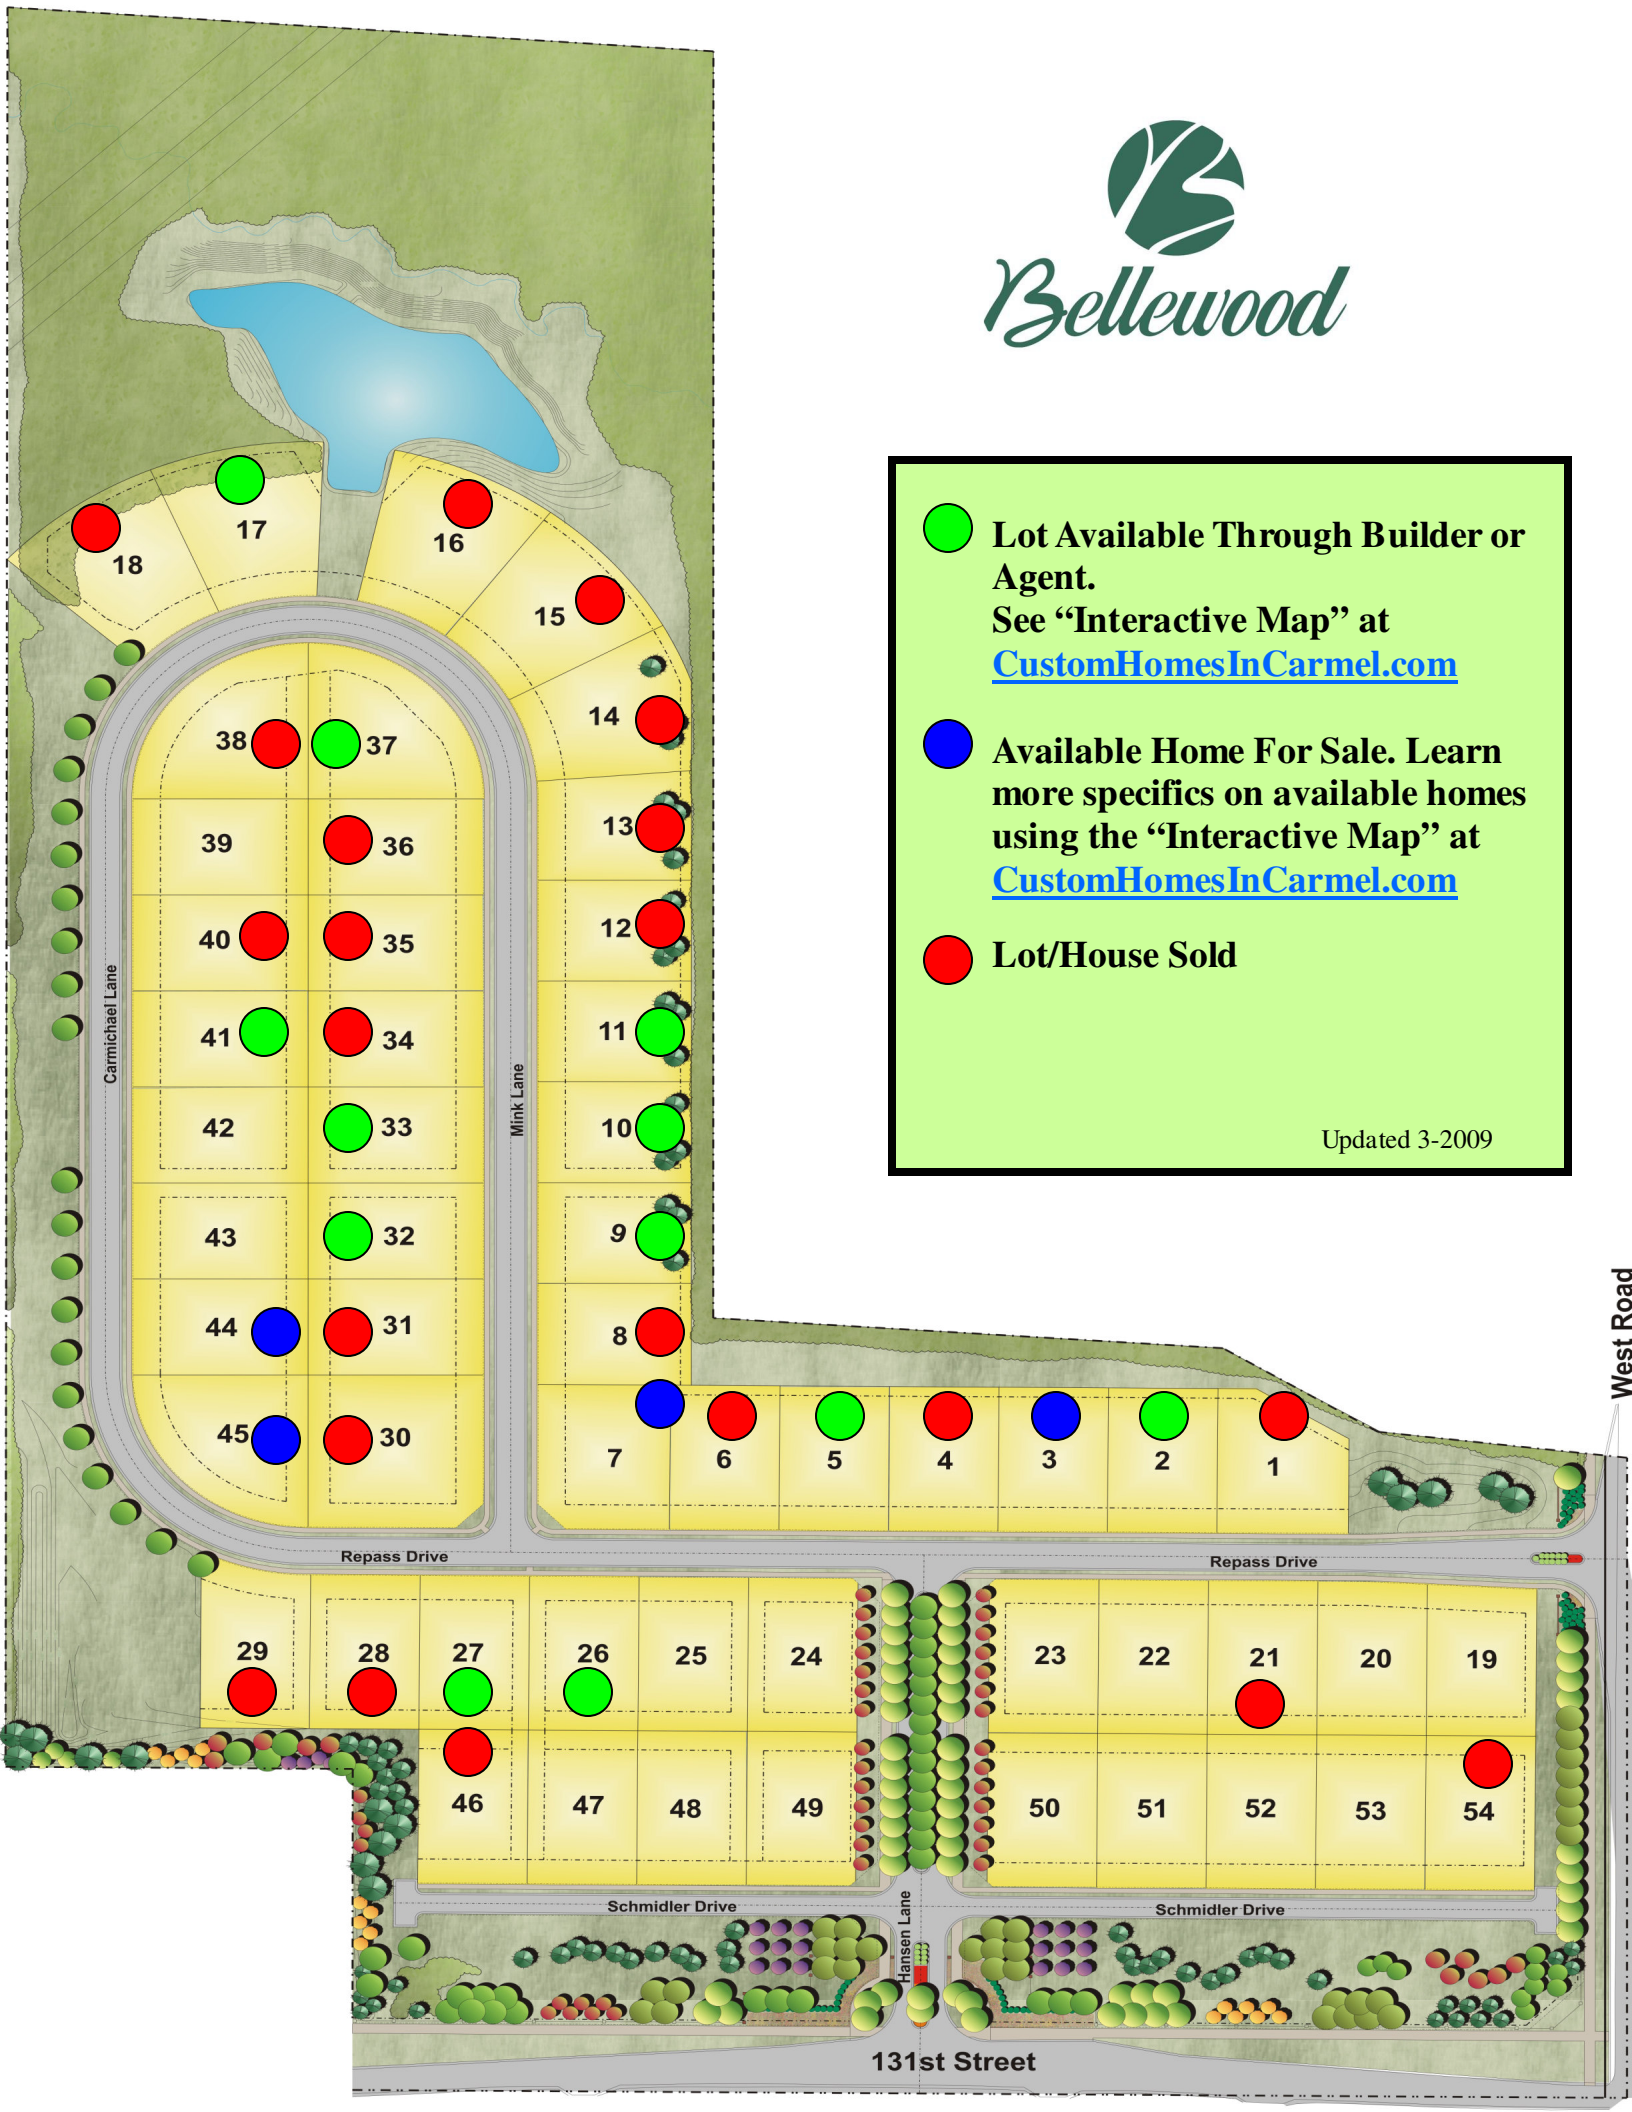 Bellewood
Lot Available Through Builder or
Agent.
See “Interactive Map” at
CustomHomesInCarmel.com
Available Home For Sale. Learn
more specifics on available homes
using the “Interactive Map” at
CustomHomesInCarmel.com
Lot/House Sold
Updated 3-2009
17
16
18
15
14
38
37
13
39
36
12
40
35
11
41
34
Carmichael Lane
Mink Lane
10
42
33
9
43
32
8
44
31
West Road
45
30
7
6
5
4
3
2
1
Repass Drive
Repass Drive
29
28
27
26
25
24
23
22
21
20
19
46
47
48
49
50
51
52
53
54
Schmidler Drive
Schmidler Drive
Hansen Lane
131st Street